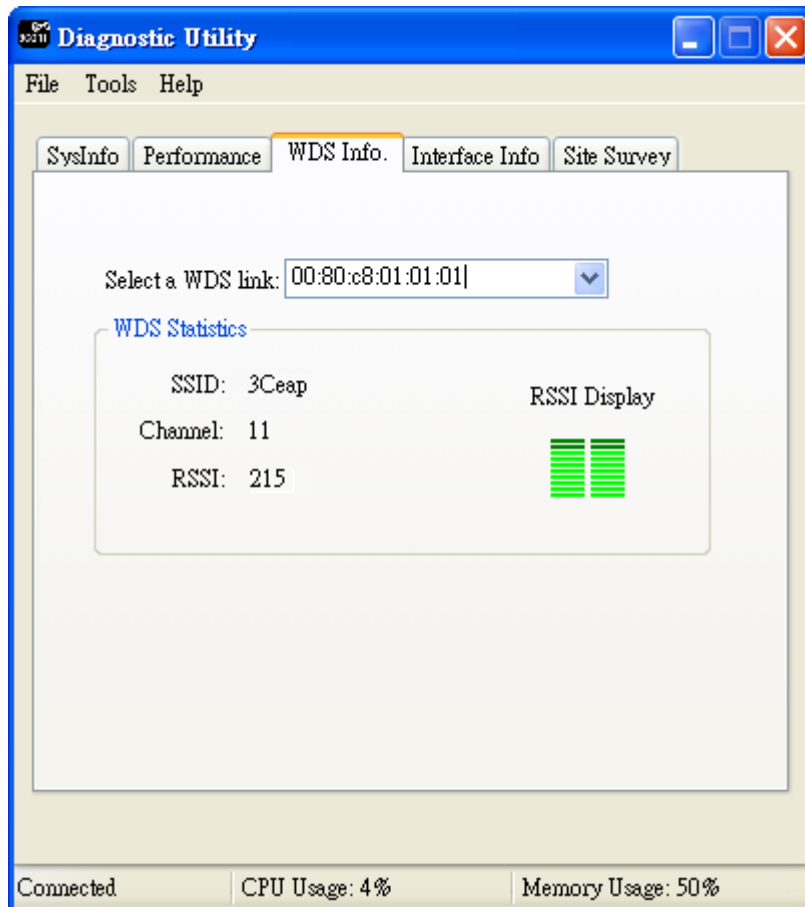 Diagnostic Utility
File Tools Help
SysInfo Performance WDS Info. Interface Info Site Survey
Select a WDS link: 00:80:c8:01:01:01
WDS Statistics
SSID: 3Ceap
RSSI Display
Channel: 11
RSSI: 215
Connected CPU Usage: 4% Memory Usage: 50%